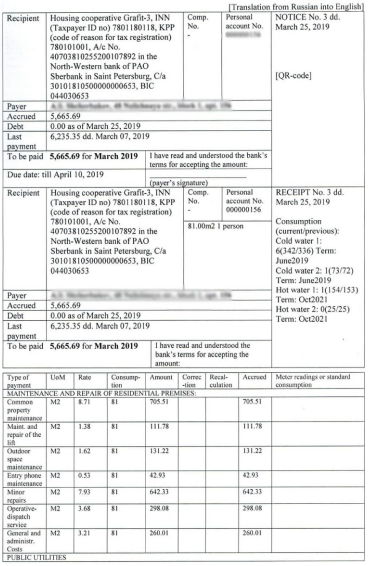 [Translation from Russian into English]
Recipient Housing cooperative Grafit-3, INN (Taxpayer ID no) 7801180118, KPP (code of reason for tax registration) 780101001, A/c No. 40703810255200107892 in the North-Western bank of PAO Sberbank in Saint Petersburg, C/a 30101810500000000653, BIC 044030653 Comp. No. - Personal account No. NOTICE No. 3 dd. March 25, 2019 [QR-code]
Payer
Accrued 5,665.69
Debt 0.00 as of March 25, 2019
Last payment 6,235.35 dd. March 07, 2019
To be paid 5,665.69 for March 2019 I have read and understood the bank's terms for accepting the amount:
Due date: till April 10, 2019 (payer's signature)
Recipient Housing cooperative Grafit-3, INN (Taxpayer ID no) 7801180118, KPP (code of reason for tax registration) 780101001, A/c No. 40703810255200107892 in the North-Western bank of PAO Sberbank in Saint Petersburg, C/a 30101810500000000653, BIC 044030653 Comp. No. - Personal account No. 000000156 81.00m2 1 person RECEIPT No. 3 dd. March 25, 2019
Consumption (current/previous):
Cold water 1: 6(342/336) Term: June2019
Cold water 2: 1(73/72) Term: June2019
Hot water 1: 1(154/153) Term: Oct2021
Hot water 2: 0(25/25) Term: Oct2021
Payer
Accrued 5,665.69
Debt 0.00 as of March 25, 2019
Last payment 6,235.35 dd. March 07, 2019
To be paid 5,665.69 for March 2019 I have read and understood the bank's terms for accepting the amount:
Type of payment UoM Rate Consump-tion Amount Correc-tion Recal-culation Accrued Meter readings or standard consumption
MAINTENANCE AND REPAIR OF RESIDENTIAL PREMISES:
Common property maintenance M2 8.71 81 705.51 705.51
Maint. and repair of the lift M2 1.38 81 111.78 111.78
Outdoor space maintenance M2 1.62 81 131.22 131.22
Entry phone maintenance M2 0.53 81 42.93 42.93
Minor repairs M2 7.93 81 642.33 642.33
Operative-dispatch service M2 3.68 81 298.08 298.08
General and administr. Costs M2 3.21 81 260.01 260.01
PUBLIC UTILITIES